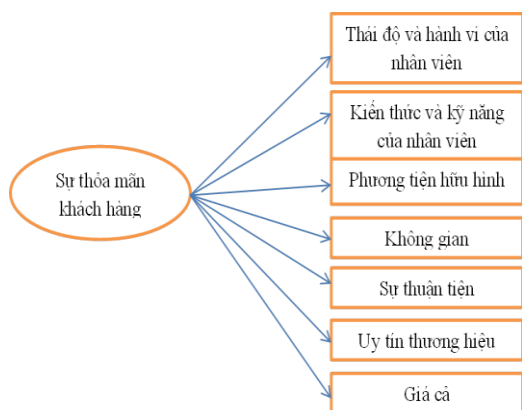 Thái độ và hành vi của
nhân viên
Kiến thức và kỹ năng
của nhân viên
Sự thỏa mãn
khách hàng
Phương tiện hữu hình
Không gian
Sự thuận tiện
Uy tín thương hiệu
Giá cả